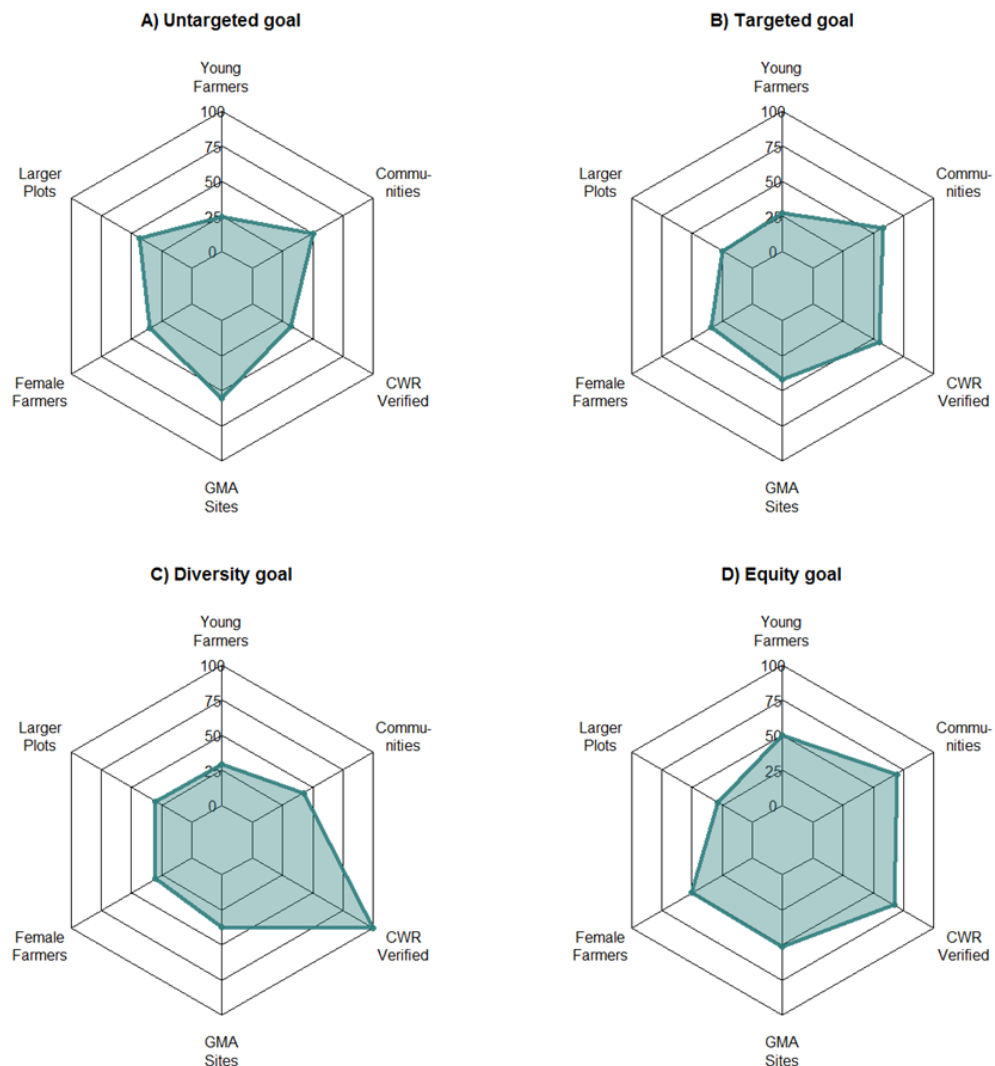 A) Untargeted goal
Young
Farmers
100
75
50
25
0
Larger
Plots
Commu-
nities
Female
Farmers
CWR
Verified
GMA
Sites
B) Targeted goal
Young
Farmers
100
75
50
25
0
Larger
Plots
Commu-
nities
Female
Farmers
CWR
Verified
GMA
Sites
C) Diversity goal
Young
Farmers
100
75
50
25
0
Larger
Plots
Commu-
nities
Female
Farmers
CWR
Verified
GMA
Sites
D) Equity goal
Young
Farmers
100
75
50
25
0
Larger
Plots
Commu-
nities
Female
Farmers
CWR
Verified
GMA
Sites